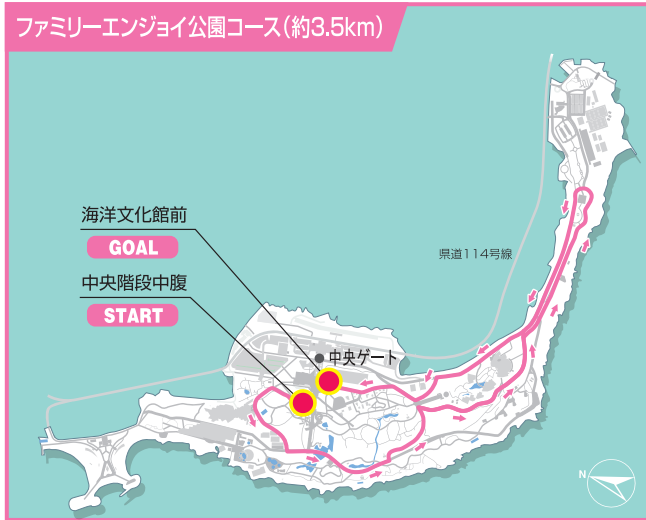 ファミリーエンジョイ公園コース(約3.5km)
海洋文化館前
GOAL
県道114号線
中央階段中腹
START
中央ゲート
N